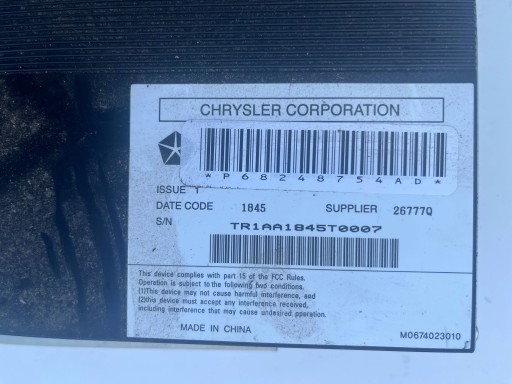 CHRYSLER CORPORATION
*P68248754AD*
ISSUE 1
DATE CODE 1845 SUPPLIER 26777Q
S/N TR1AA1845T0007
This device complies with part 15 of the FCC Rules.
Operation is subject to the following two conditions.
(1)This device may not cause harmful interference, and
(2)this device must accept any interference received,
including interference that may cause undesired operation.
MADE IN CHINA M0674023010